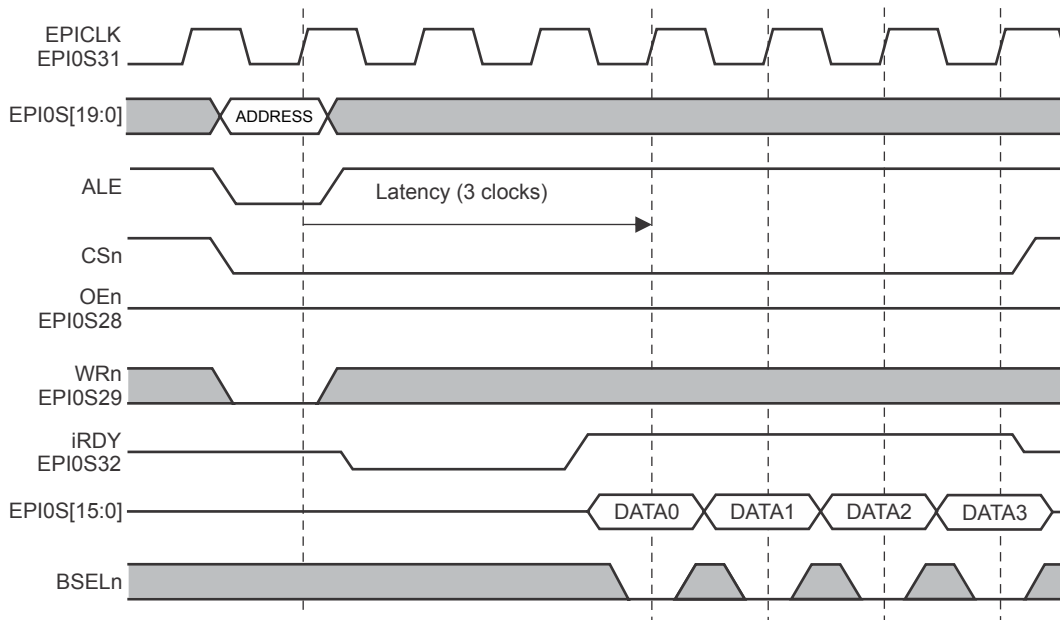 EPICLK
EPI0S31
EPI0S[19:0]
ADDRESS
ALE
Latency (3 clocks)
CSn
OEn
EPI0S28
WRn
EPI0S29
iRDY
EPI0S32
EPI0S[15:0]
DATA0 DATA1 DATA2 DATA3
BSELn